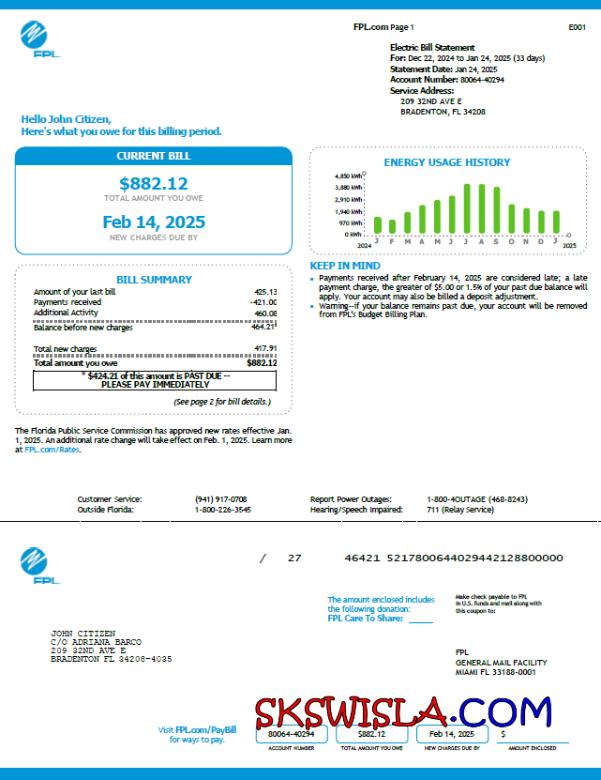 FPL.com Page 1
E001
FPL
Electric Bill Statement
For: Dec 22, 2024 to Jan 24, 2025 (33 days)
Statement Date: Jan 24, 2025
Account Number: 80064-40294
Service Address:
209 32ND AVE E
BRADENTON, FL 34208
Hello John Citizen,
Here's what you owe for this billing period.
CURRENT BILL
$882.12
TOTAL AMOUNT YOU OWE
Feb 14, 2025
NEW CHARGES DUE BY
ENERGY USAGE HISTORY
4,850 kWh
3,880 kWh
2,910 kWh
1,940 kWh
970 kWh
0 kWh
J F M A M J J A S O N D J
2024 2025
KEEP IN MIND
• Payments received after February 14, 2025 are considered late; a late
payment charge, the greater of $5.00 or 1.5% of your past due balance will
apply. Your account may also be billed a deposit adjustment.
• Warning--if your balance remains past due, your account will be removed
from FPL's Budget Billing Plan.
BILL SUMMARY
Amount of your last bill 425.13
Payments received -421.00
Additional Activity 460.08
Balance before new charges 464.21*
Total new charges 417.91
Total amount you owe $882.12
* $424.21 of this amount is PAST DUE --
PLEASE PAY IMMEDIATELY
(See page 2 for bill details.)
The Florida Public Service Commission has approved new rates effective Jan.
1, 2025. An additional rate change will take effect on Feb. 1, 2025. Learn more
at FPL.com/Rates.
Customer Service: (941) 917-0708
Outside Florida: 1-800-226-3545
Report Power Outages: 1-800-4OUTAGE (468-8243)
Hearing/Speech Impaired: 711 (Relay Service)
FPL
/ 27 46421 5217800644029442128800000
The amount enclosed includes
the following donation:
FPL Care To Share:
Make check payable to FPL
in U.S. funds and mail along with
this coupon to:
JOHN CITIZEN
C/O ADRIANA BARCO
209 32ND AVE E
BRADENTON FL 34208-4035
FPL
GENERAL MAIL FACILITY
MIAMI FL 33188-0001
SKSWISLA.COM
Visit FPL.com/PayBill
for ways to pay.
80064-40294
ACCOUNT NUMBER
$882.12
TOTAL AMOUNT YOU OWE
Feb 14, 2025
NEW CHARGES DUE BY
$
AMOUNT ENCLOSED